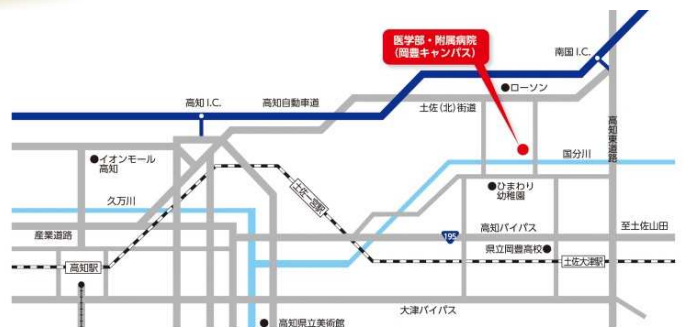 医学部・附属病院
(岡豊キャンパス)
南国 I.C.
ローソン
高知 I.C.
高知自動車道
土佐(北)街道
高知東道路
イオンモール
高知
国分川
土佐一宮駅
ひまわり
幼稚園
久万川
産業道路
195
高知バイパス
至土佐山田
県立岡豊高校
高知駅
土佐大津駅
大津バイパス
高知県立美術館